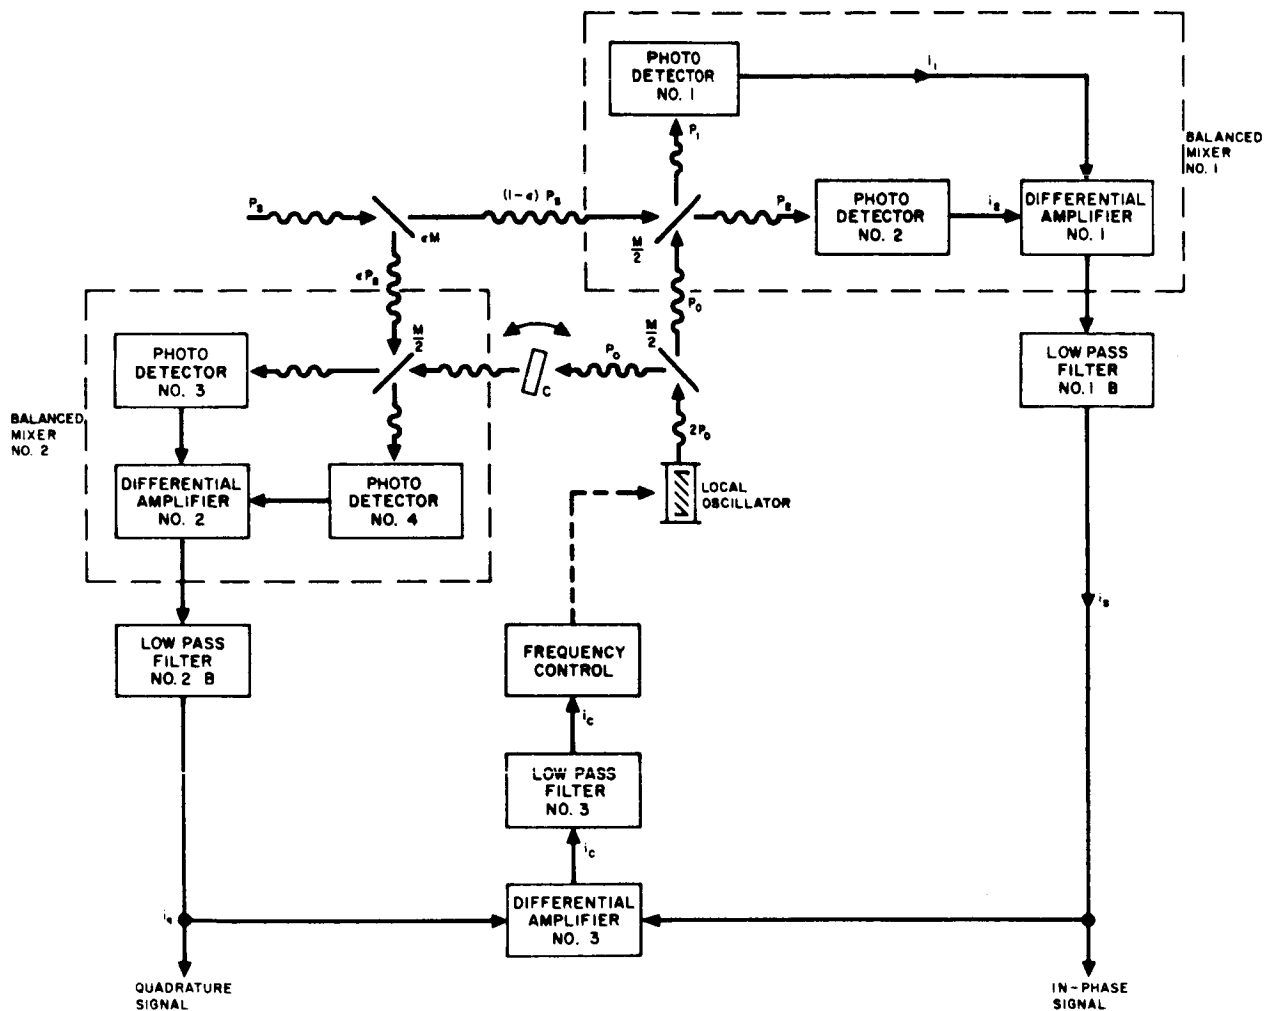 PHOTO
DETECTOR
NO. 1
i₁
P₁
BALANCED
MIXER
NO. 1
Pₛ
(1-ϵ) Pₛ
P₂
PHOTO
DETECTOR
NO. 2
i₂
DIFFERENTIAL
AMPLIFIER
NO. 1
ϵM
M/2
ϵPₛ
P₀
M/2
M/2
P₀
C
PHOTO
DETECTOR
NO. 3
LOW PASS
FILTER
NO. 1 B
BALANCED
MIXER
NO. 2
2P₀
DIFFERENTIAL
AMPLIFIER
NO. 2
PHOTO
DETECTOR
NO. 4
LOCAL
OSCILLATOR
iₛ
LOW PASS
FILTER
NO. 2 B
FREQUENCY
CONTROL
i_c
LOW PASS
FILTER
NO. 3
i_c
DIFFERENTIAL
AMPLIFIER
NO. 3
QUADRATURE
SIGNAL
IN-PHASE
SIGNAL